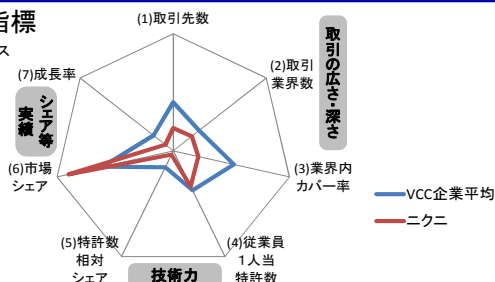 指標
ス
(1)取引先数
取引の広さ・深さ
(2)取引
業界数
(7)成長率
シェア等
実績
(6)市場
シェア
(3)業界内
カバー率
VCC企業平均
ニクニ
(5)特許数
相対
シェア
(4)従業員
1人当
特許数
技術力